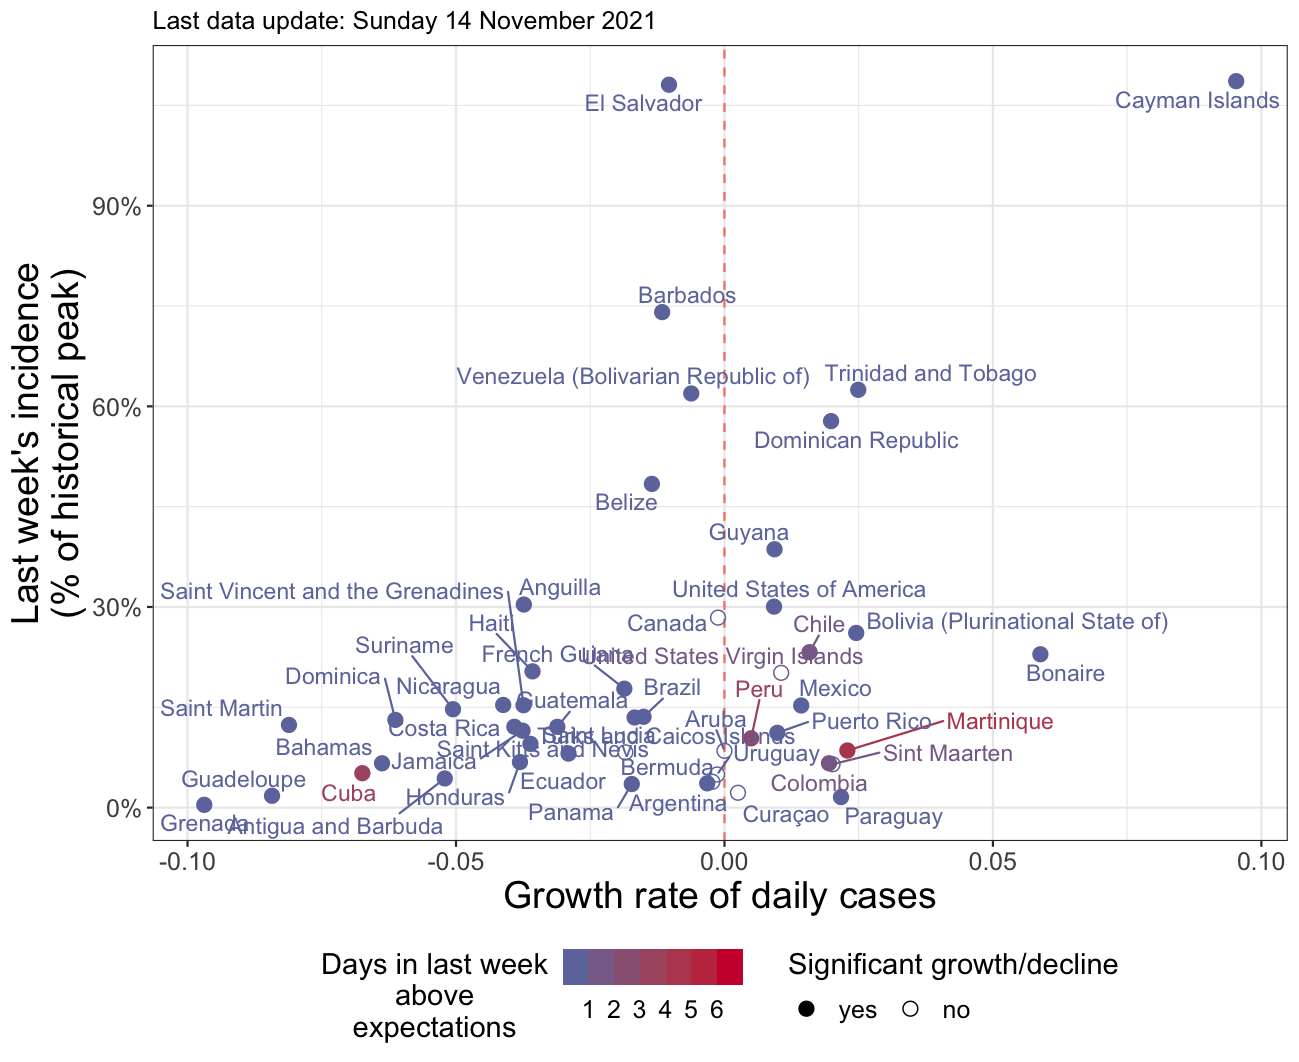 Last data update: Sunday 14 November 2021
Last week's incidence
(% of historical peak)
90%
60%
30%
0%
El Salvador
Cayman Islands
Barbados
Venezuela (Bolivarian Republic of)
Trinidad and Tobago
Dominican Republic
Belize
Guyana
Saint Vincent and the Grenadines
Anguilla
United States of America
Haiti
Canada
Chile
Bolivia (Plurinational State of)
Suriname
French Guiana
United States Virgin Islands
Dominica
Nicaragua
Bonaire
Brazil
Peru
Mexico
Saint Martin
Guatemala
Costa Rica
Aruba
Puerto Rico
Martinique
Saint Lucia
Turks and Caicos Islands
Bahamas
Jamaica
Saint Kitts and Nevis
Uruguay
Sint Maarten
Guadeloupe
Bermuda
Cuba
Ecuador
Colombia
Honduras
Argentina
Panama
Curaçao
Paraguay
Grenada
Antigua and Barbuda
-0.10
-0.05
0.00
0.05
0.10
Growth rate of daily cases
Days in last week
above
expectations
1 2 3 4 5 6
Significant growth/decline
yes
no